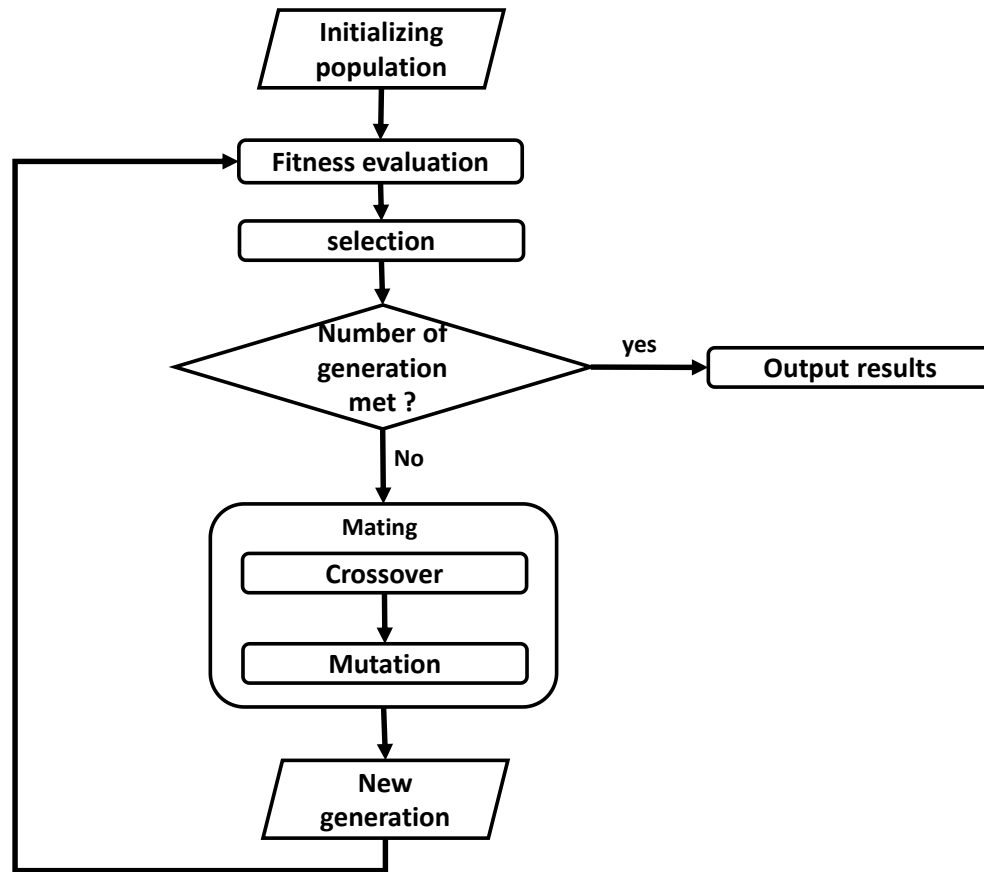 Initializing
population
Fitness evaluation
selection
Number of
generation
met ?
yes
Output results
No
Mating
Crossover
Mutation
New
generation